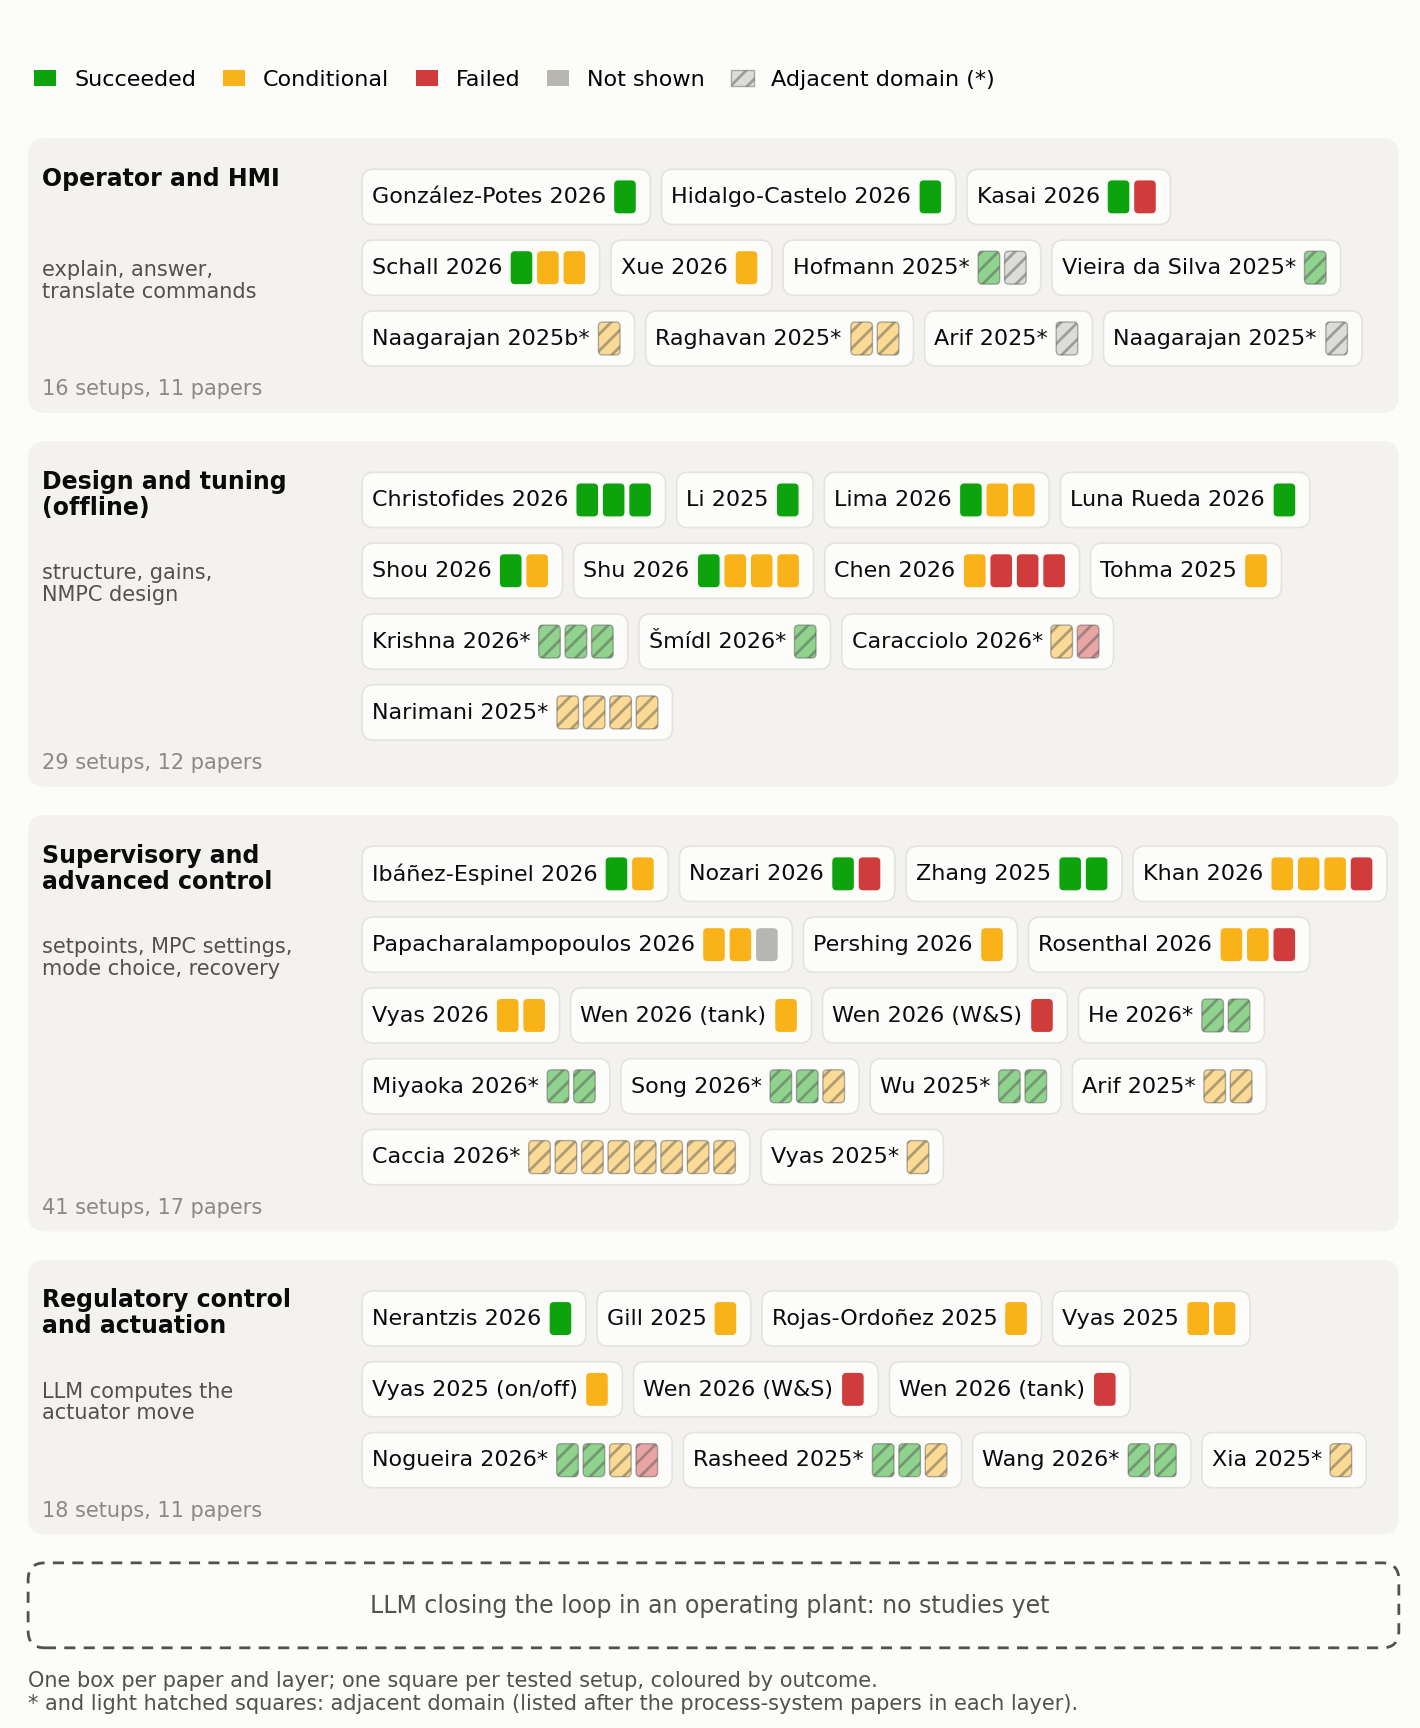 Succeeded Conditional Failed Not shown Adjacent domain (*)
Operator and HMI
explain, answer,
translate commands
16 setups, 11 papers
González-Potes 2026 Hidalgo-Castelo 2026 Kasai 2026
Schall 2026 Xue 2026 Hofmann 2025* Vieira da Silva 2025*
Naagarajan 2025b* Raghavan 2025* Arif 2025* Naagarajan 2025*
Design and tuning
(offline)
structure, gains,
NMPC design
29 setups, 12 papers
Christofides 2026 Li 2025 Lima 2026 Luna Rueda 2026
Shou 2026 Shu 2026 Chen 2026 Tohma 2025
Krishna 2026* Šmídl 2026* Caracciolo 2026*
Narimani 2025*
Supervisory and
advanced control
setpoints, MPC settings,
mode choice, recovery
41 setups, 17 papers
Ibáñez-Espinel 2026 Nozari 2026 Zhang 2025 Khan 2026
Papacharalampopoulos 2026 Pershing 2026 Rosenthal 2026
Vyas 2026 Wen 2026 (tank) Wen 2026 (W&S) He 2026*
Miyaoka 2026* Song 2026* Wu 2025* Arif 2025*
Caccia 2026* Vyas 2025*
Regulatory control
and actuation
LLM computes the
actuator move
18 setups, 11 papers
Nerantzis 2026 Gill 2025 Rojas-Ordoñez 2025 Vyas 2025
Vyas 2025 (on/off) Wen 2026 (W&S) Wen 2026 (tank)
Nogueira 2026* Rasheed 2025* Wang 2026* Xia 2025*
LLM closing the loop in an operating plant: no studies yet
One box per paper and layer; one square per tested setup, coloured by outcome.
* and light hatched squares: adjacent domain (listed after the process-system papers in each layer).